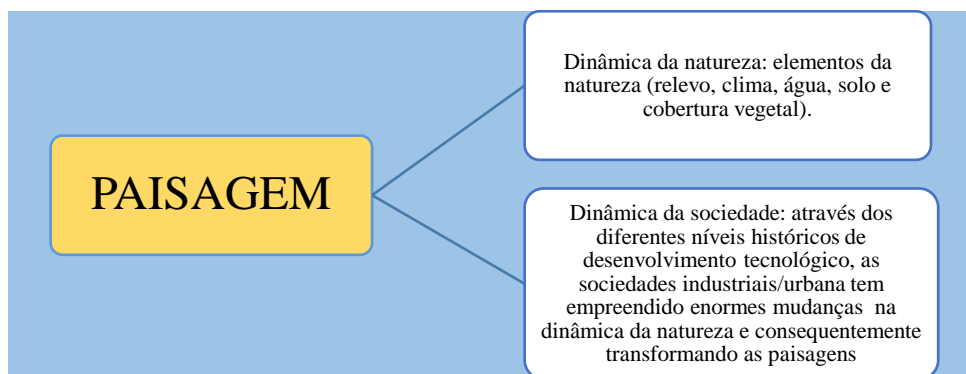 PAISAGEM
Dinâmica da natureza: elementos da
natureza (relevo, clima, água, solo e
cobertura vegetal).
Dinâmica da sociedade: através dos
diferentes níveis históricos de
desenvolvimento tecnológico, as
sociedades industriais/urbana tem
empreendido enormes mudanças na
dinâmica da natureza e consequentemente
transformando as paisagens